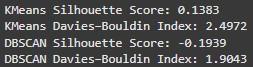 KMeans Silhouette Score: 0.1383
KMeans Davies-Bouldin Index: 2.4972
DBSCAN Silhouette Score: -0.1939
DBSCAN Davies-Bouldin Index: 1.9043